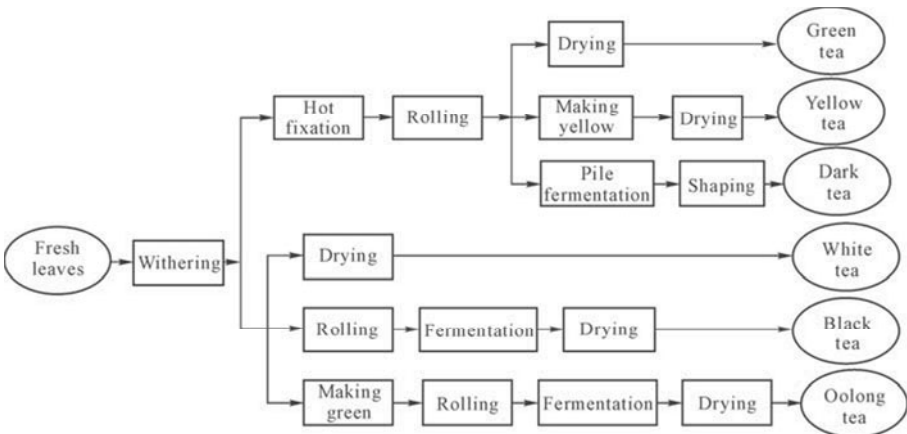 Drying
Green
tea
Hot
fixation
Rolling
Making
yellow
Drying
Yellow
tea
Pile
fermentation
Shaping
Dark
tea
Fresh
leaves
Withering
Drying
White
tea
Rolling
Fermentation
Drying
Black
tea
Making
green
Rolling
Fermentation
Drying
Oolong
tea